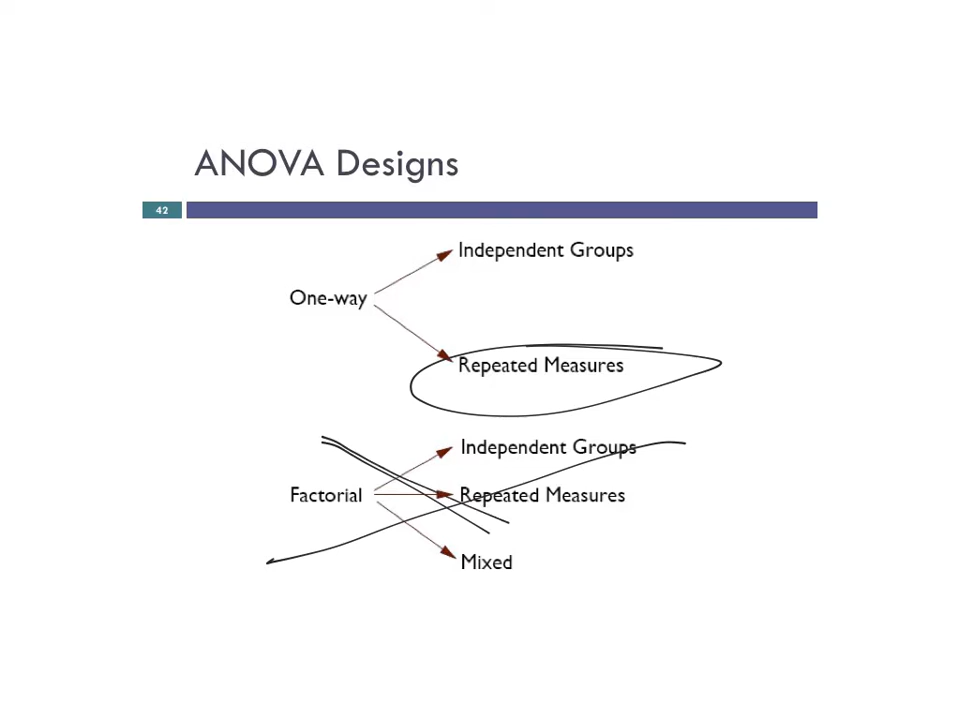 ANOVA Designs
42
Independent Groups
One-way
Repeated Measures
Independent Groups
Factorial
Repeated Measures
Mixed